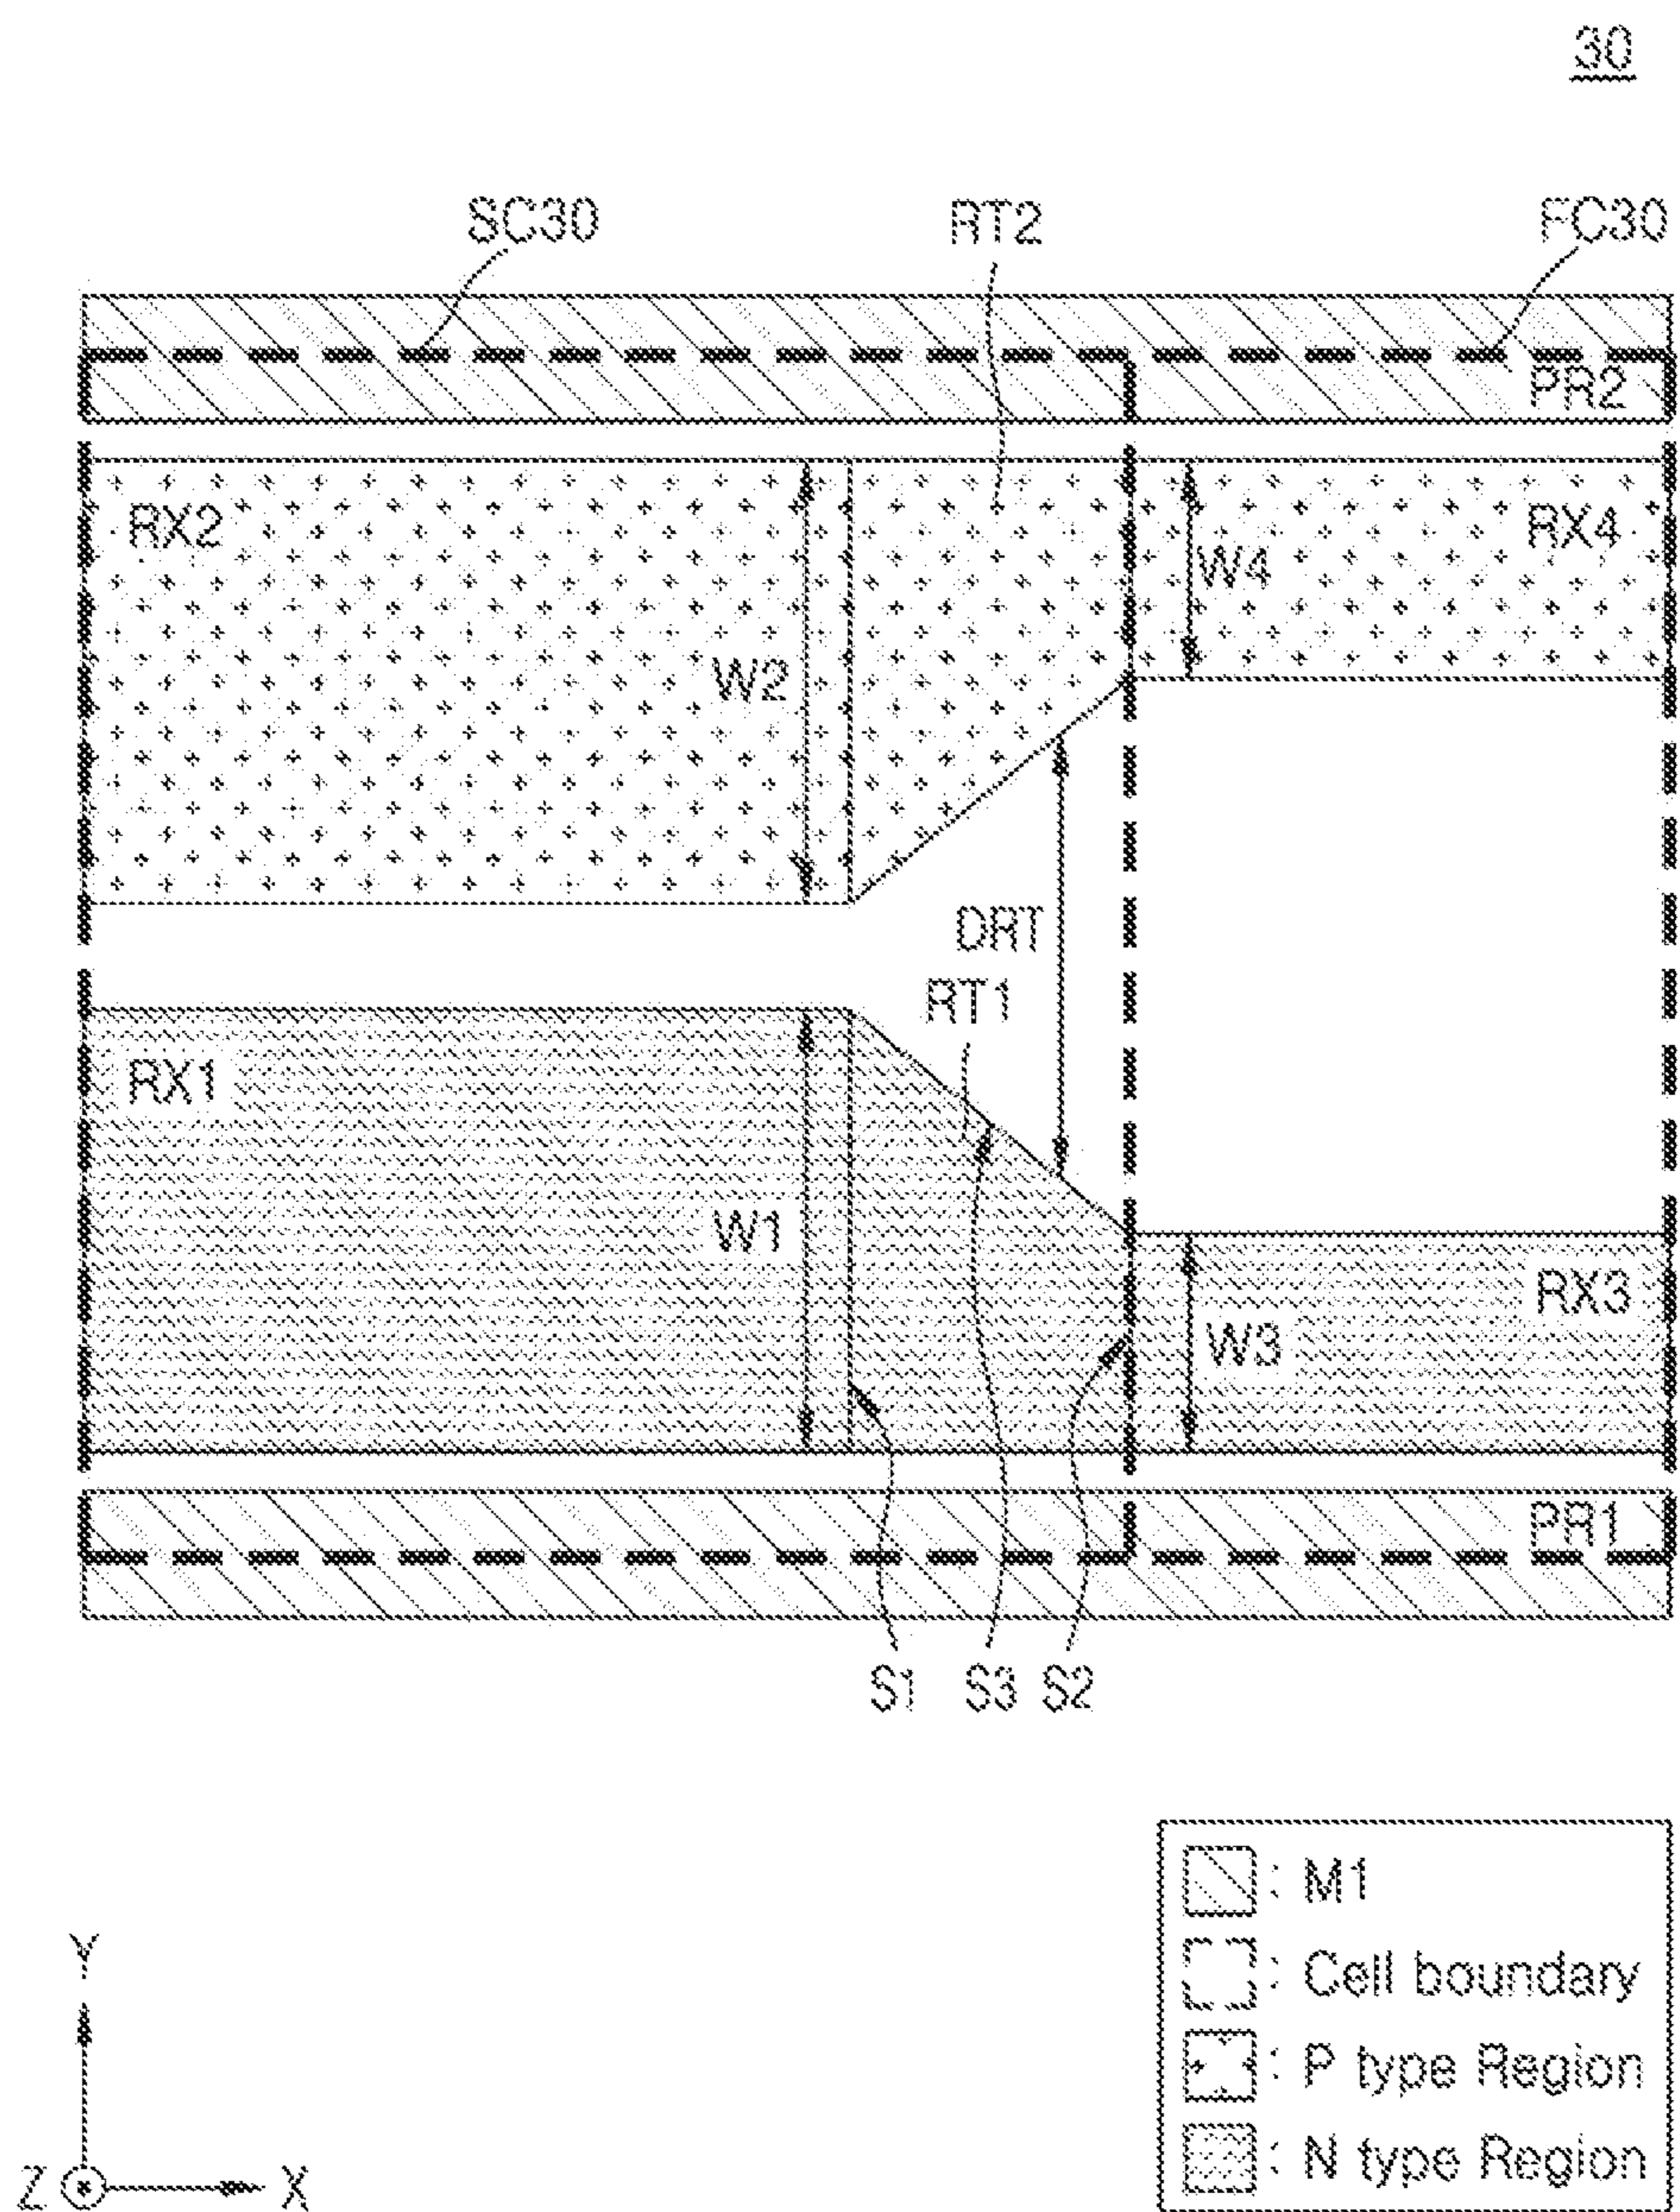 30
SC30
RT2
FC30
PR2
RX2
RX4
W4
W2
DRT
RT1
RX1
W1
RX3
W3
PR1
S1 S3 S2
: M1
: Cell boundary
: P type Region
: N type Region
Y
Z X